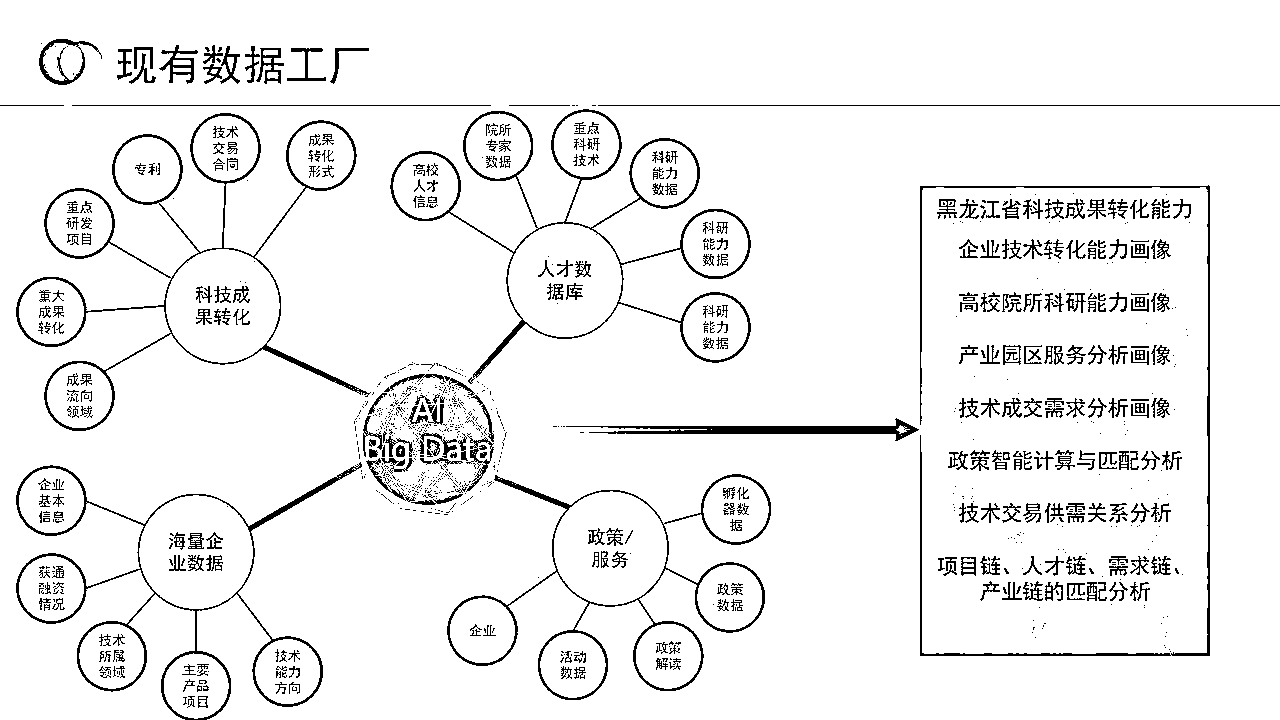 现有数据工厂
技术
交易
合同
成果
转化
形式
专利
重点
研发
项目
重大
成果
转化
成果
流向
领域
科技成
果转化
院所
专家
数据
重点
科研
技术
高校
人才
信息
科研
能力
数据
科研
能力
数据
科研
能力
数据
人才数
据库
AI
Big Data
企业
基本
信息
获通
融资
情况
技术
所属
领域
主要
产品
项目
技术
能力
方向
海量企
业数据
孵化
器数
据
政策
数据
政策
解读
活动
数据
企业
政策/
服务
黑龙江省科技成果转化能力
企业技术转化能力画像
高校院所科研能力画像
产业园区服务分析画像
技术成交需求分析画像
政策智能计算与匹配分析
技术交易供需关系分析
项目链、人才链、需求链、
产业链的匹配分析